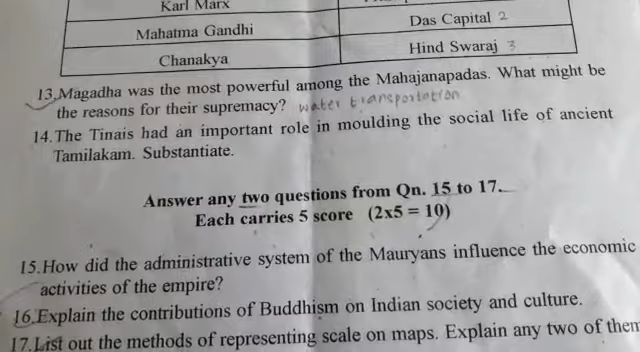 Karl Marx
Mahatma Gandhi
Das Capital 2
Chanakya
Hind Swaraj 3
13.Magadha was the most powerful among the Mahajanapadas. What might be
the reasons for their supremacy? water transportation
14.The Tinais had an important role in moulding the social life of ancient
Tamilakam. Substantiate.
Answer any two questions from Qn. 15 to 17.
Each carries 5 score (2x5 = 10)
15.How did the administrative system of the Mauryans influence the economic
activities of the empire?
16.Explain the contributions of Buddhism on Indian society and culture.
17.List out the methods of representing scale on maps. Explain any two of them